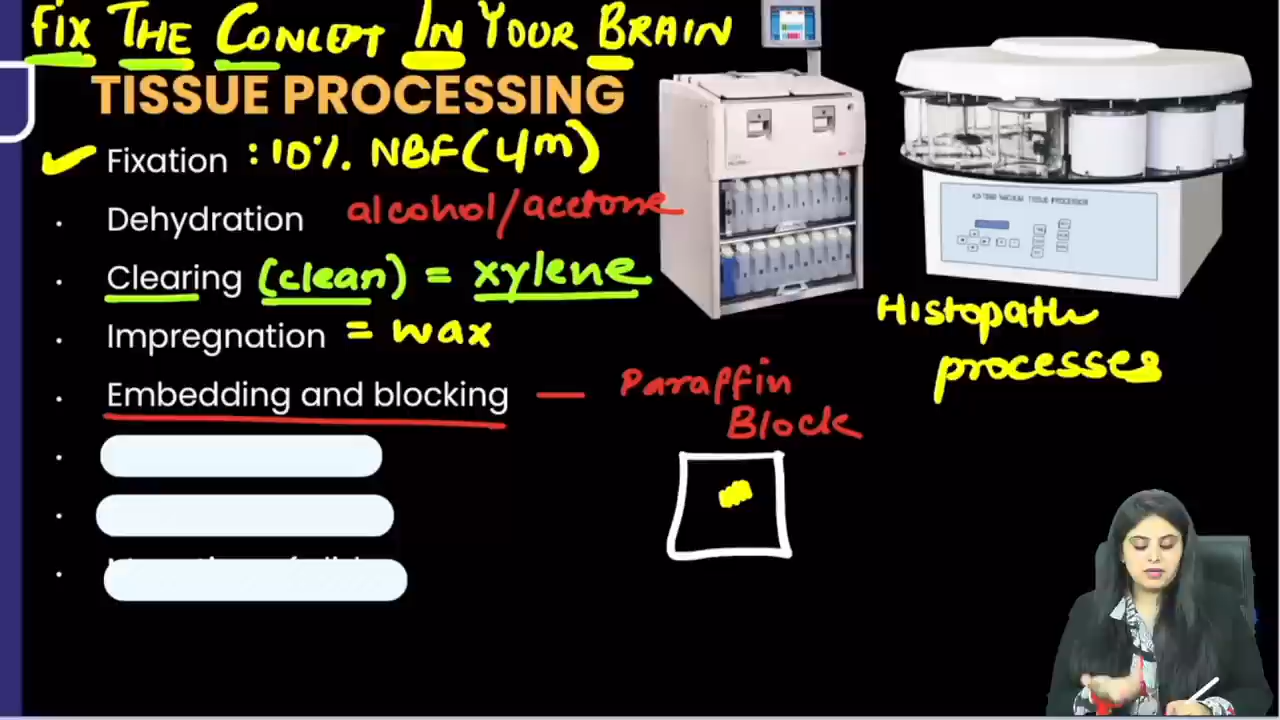 FIX THE CONCEPT IN YOUR BRAIN
TISSUE PROCESSING
Fixation : 10% NBF (4m)
Dehydration alcohol/acetone
Clearing (clean) = xylene
Impregnation = wax
Embedding and blocking — Paraffin
Block
Histopath
processes